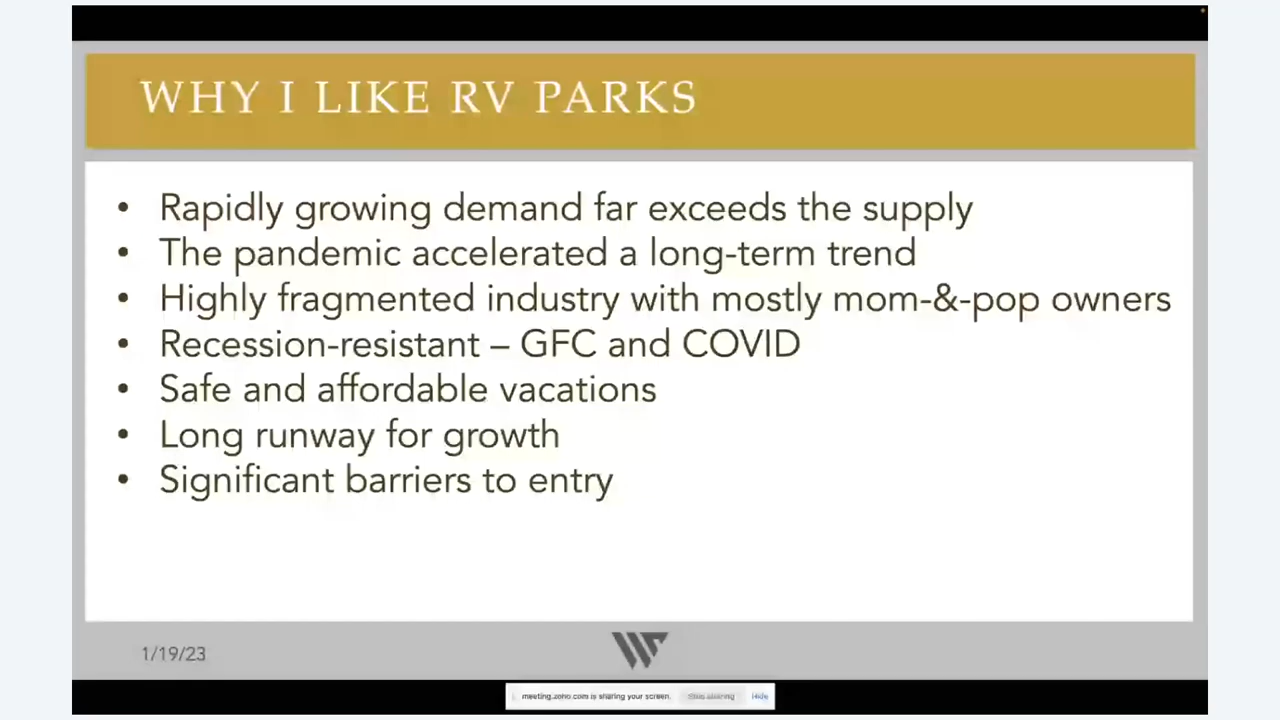 WHY I LIKE RV PARKS
• Rapidly growing demand far exceeds the supply
• The pandemic accelerated a long-term trend
• Highly fragmented industry with mostly mom-&-pop owners
• Recession-resistant – GFC and COVID
• Safe and affordable vacations
• Long runway for growth
• Significant barriers to entry
1/19/23
meeting.zoho.com is sharing your screen. Stop sharing Hide